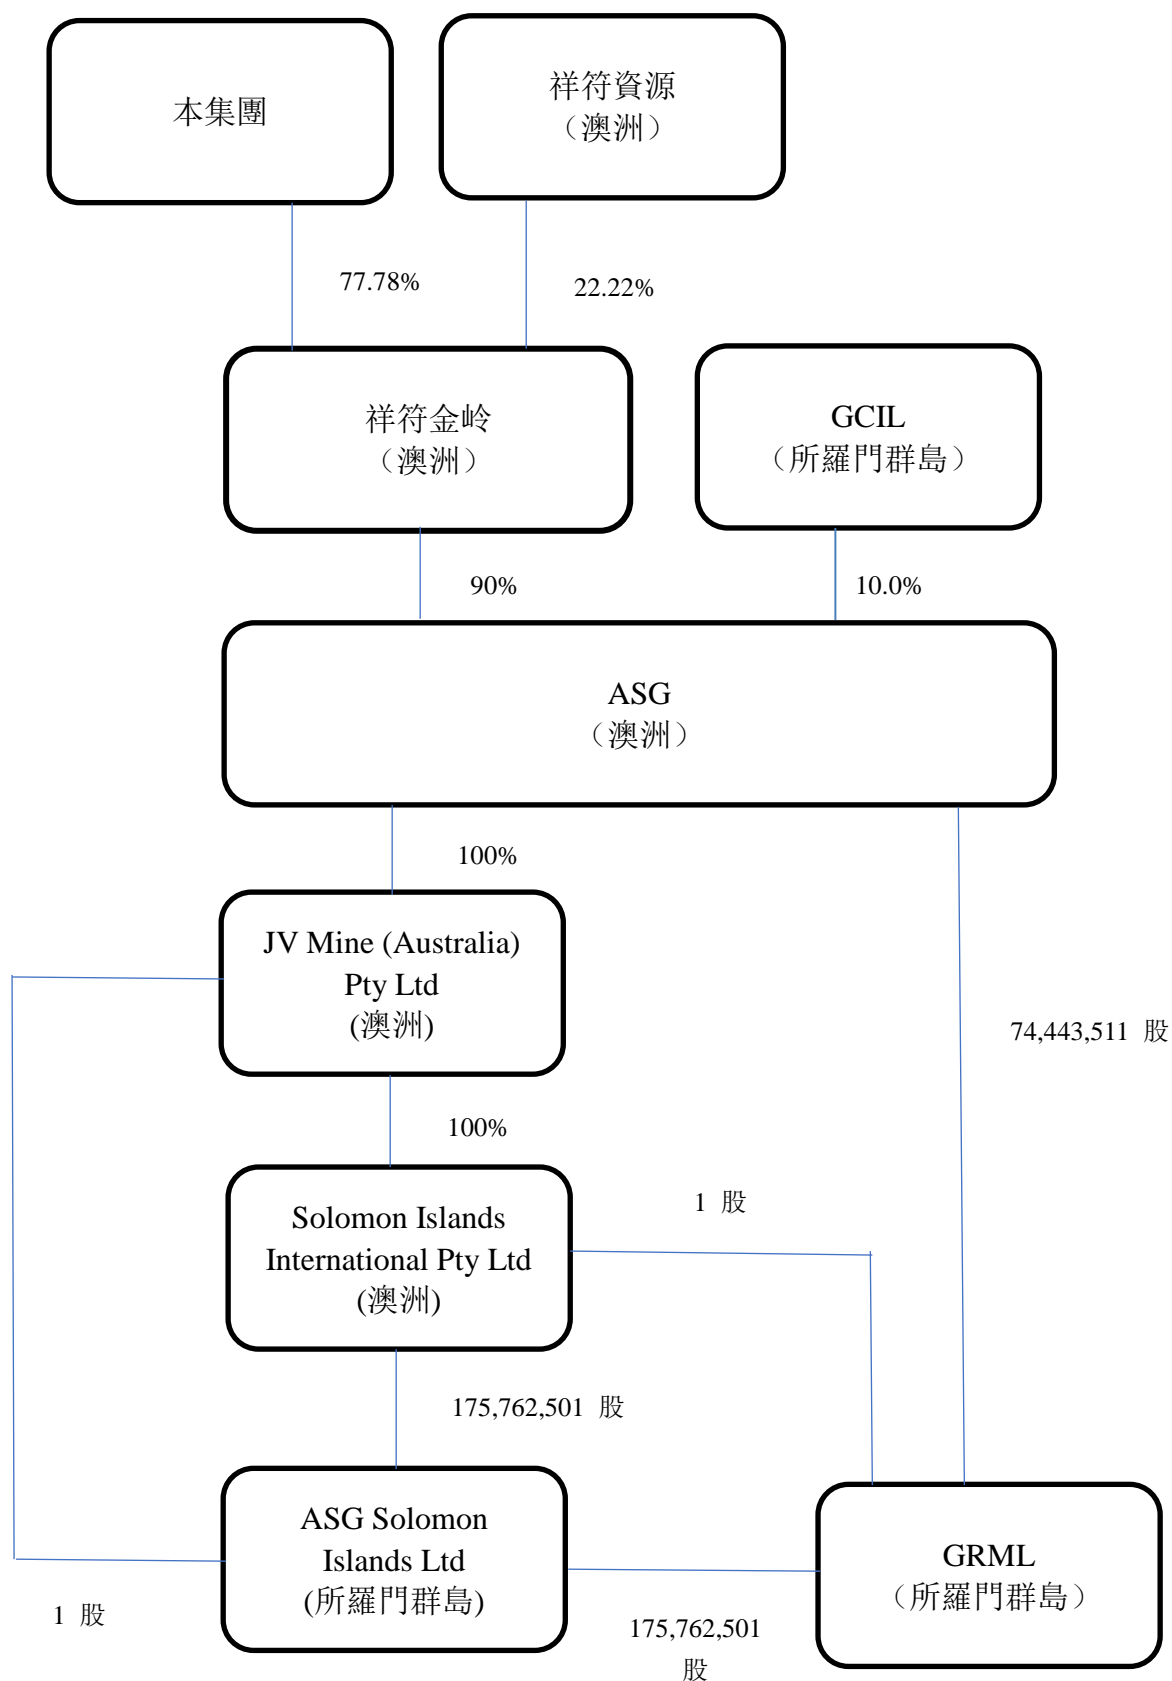 本集團
祥符資源
（澳洲）
77.78%
22.22%
祥符金岭
（澳洲）
GCIL
（所羅門群島）
90%
10.0%
ASG
（澳洲）
100%
JV Mine (Australia)
Pty Ltd
(澳洲)
74,443,511 股
100%
Solomon Islands
International Pty Ltd
(澳洲)
1 股
175,762,501 股
ASG Solomon
Islands Ltd
(所羅門群島)
GRML
（所羅門群島）
1 股
175,762,501
股